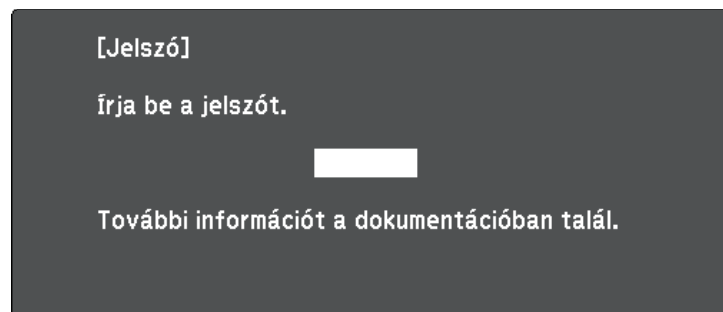 [Jelszó]
Írja be a jelszót.
További információt a dokumentációban talál.